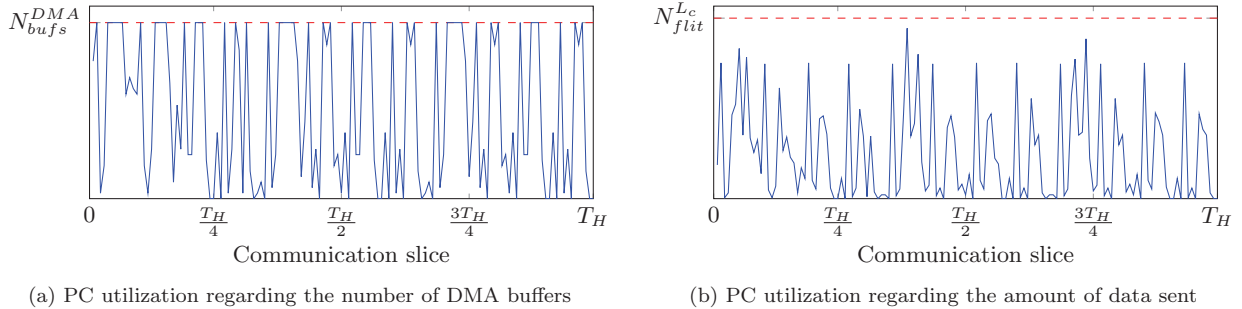 N_{bufs}^{DMA}
0 T_H/4 T_H/2 3T_H/4 T_H
Communication slice
(a) PC utilization regarding the number of DMA buffers
N_{flit}^{L_c}
0 T_H/4 T_H/2 3T_H/4 T_H
Communication slice
(b) PC utilization regarding the amount of data sent